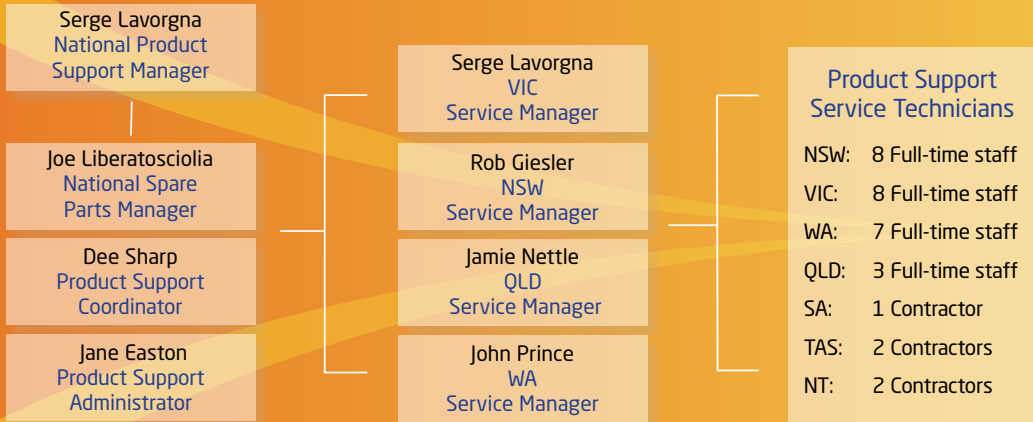 Serge Lavorgna
National Product
Support Manager
Joe Liberatosciolia
National Spare
Parts Manager
Dee Sharp
Product Support
Coordinator
Jane Easton
Product Support
Administrator
Serge Lavorgna
VIC
Service Manager
Rob Giesler
NSW
Service Manager
Jamie Nettle
QLD
Service Manager
John Prince
WA
Service Manager
Product Support
Service Technicians
NSW: 8 Full-time staff
VIC: 8 Full-time staff
WA: 7 Full-time staff
QLD: 3 Full-time staff
SA: 1 Contractor
TAS: 2 Contractors
NT: 2 Contractors